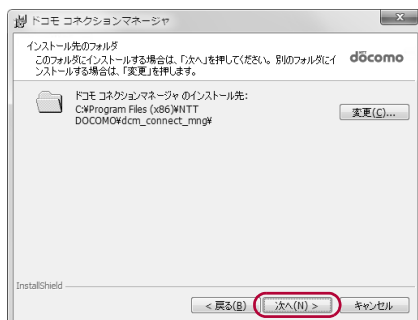 ドコモ コネクションマネージャ
x
インストール先のフォルダ
このフォルダにインストールする場合は、「次へ」を押してください。別のフォルダにイ
ンストールする場合は、「変更」を押します。
döcomo
ドコモ コネクションマネージャ のインストール先:
C:¥Program Files (x86)¥NTT
DOCOMO¥dcm_connect_mng¥
変更(C)...
InstallShield
< 戻る(B)
次へ(N) >
キャンセル